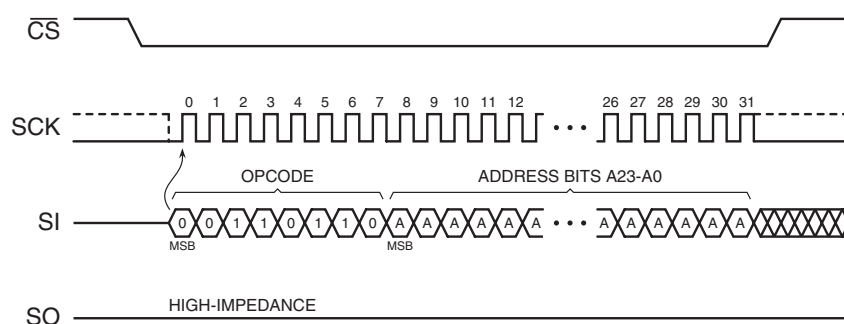 CS
SCK
0 1 2 3 4 5 6 7 8 9 10 11 12 26 27 28 29 30 31
OPCODE ADDRESS BITS A23-A0
SI
0 0 1 1 0 1 1 0 A A A A A A A A A A A A
MSB MSB
SO
HIGH-IMPEDANCE